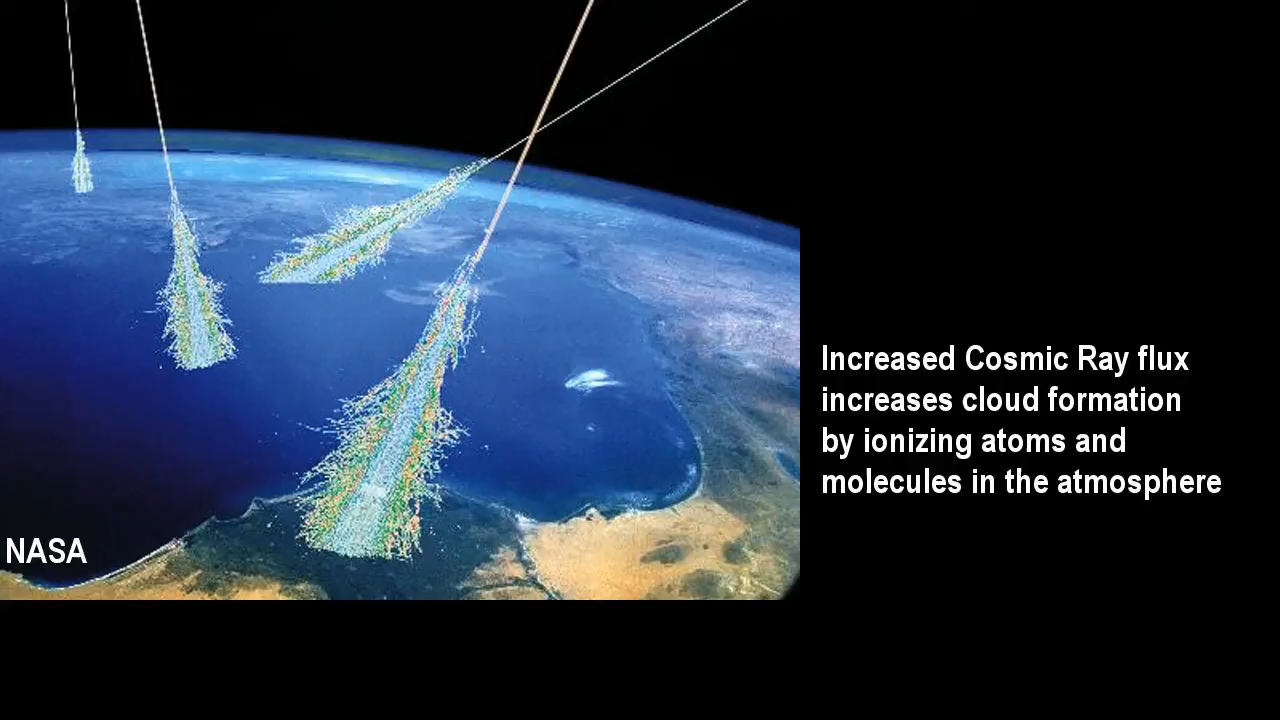 Increased Cosmic Ray flux
increases cloud formation
by ionizing atoms and
molecules in the atmosphere
NASA